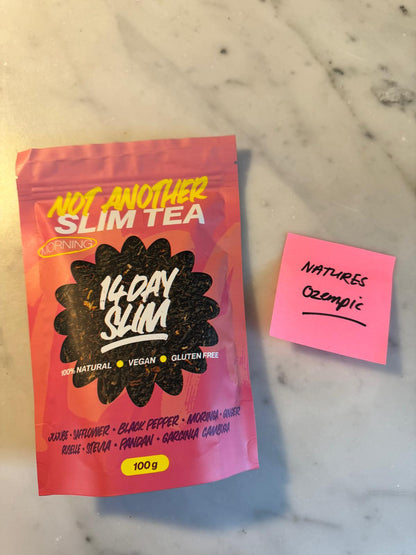 NOT ANOTHER
SLIM TEA
MORNING
14 DAY
SLIM
100% NATURAL • VEGAN • GLUTEN FREE
JUJUBE • SAFFLOWER • BLACK PEPPER • MORINGA • GINGER
ROSELLE • STEVIA • PANDAN • GARCINIA CAMBOGIA
100g
NATURES
Ozempic